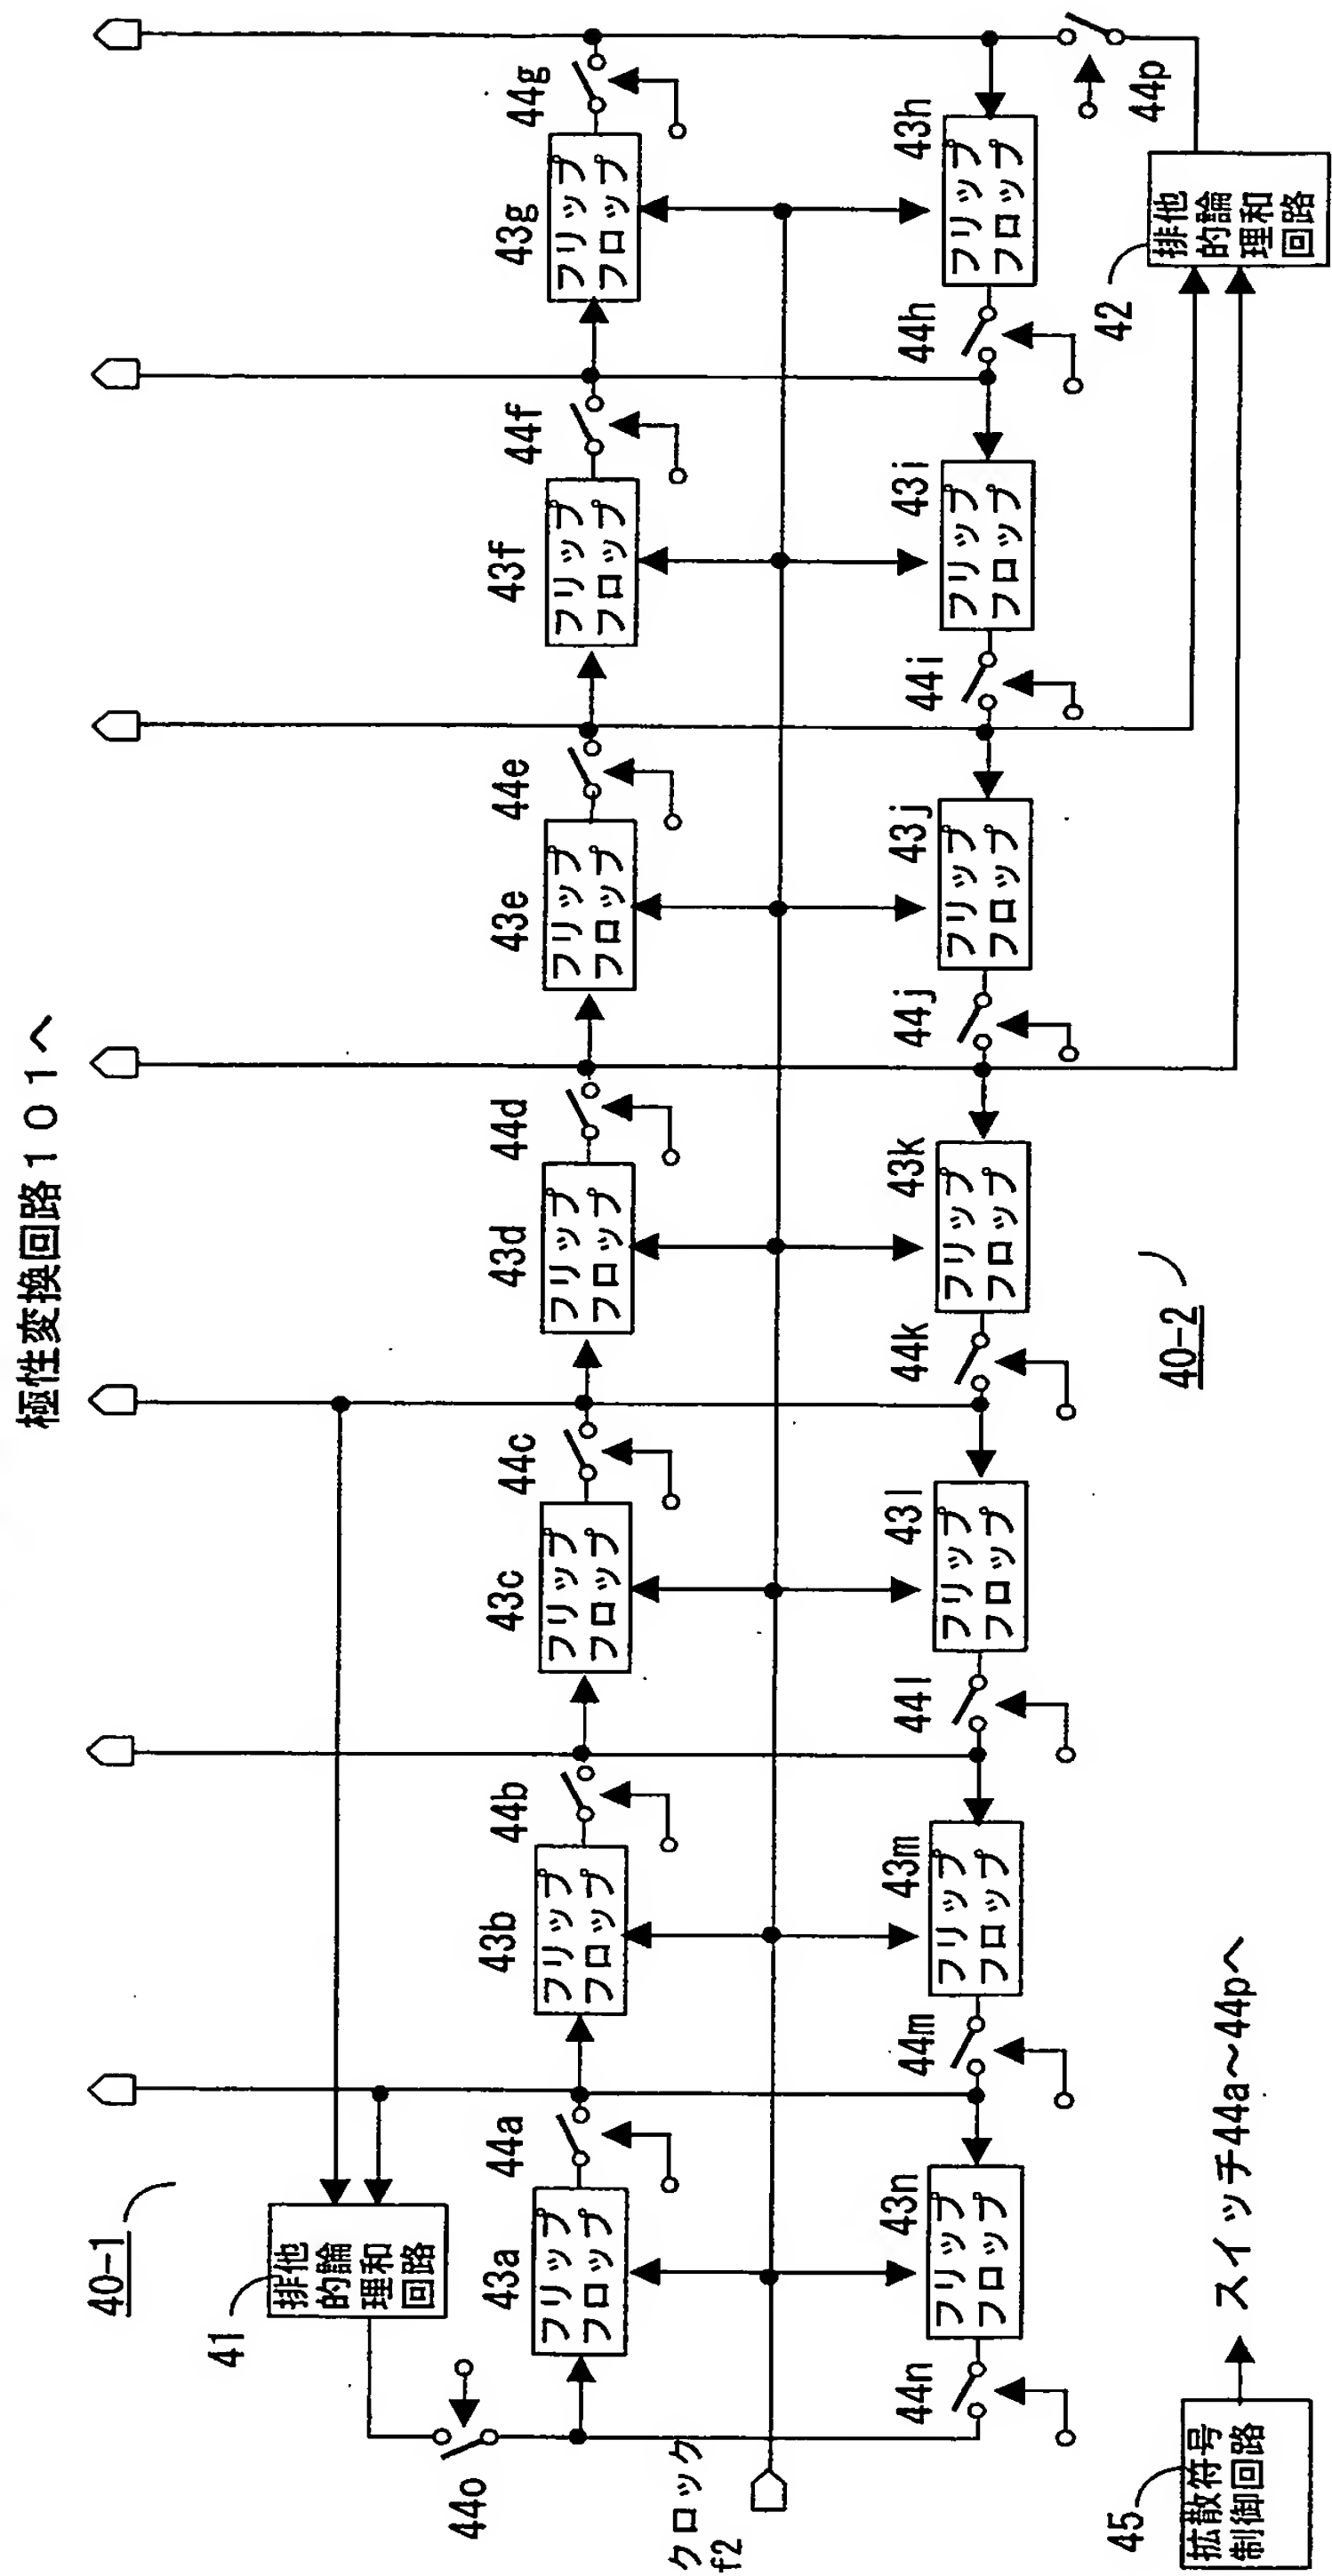 極性変換回路101へ
40-1
41
排他
的論
理和
回路
44o
43a
フリップ
フロップ
44a
43b
フリップ
フロップ
44b
43c
フリップ
フロップ
44c
43d
フリップ
フロップ
44d
43e
フリップ
フロップ
44e
43f
フリップ
フロップ
44f
43g
フリップ
フロップ
44g
クロック
f2
44n
43n
フリップ
フロップ
44m
43m
フリップ
フロップ
44l
43l
フリップ
フロップ
44k
43k
フリップ
フロップ
44j
43j
フリップ
フロップ
44i
43i
フリップ
フロップ
44h
43h
フリップ
フロップ
44p
42
排他
的論
理和
回路
40-2
45
拡散符号
制御回路
スイッチ44a～44pへ